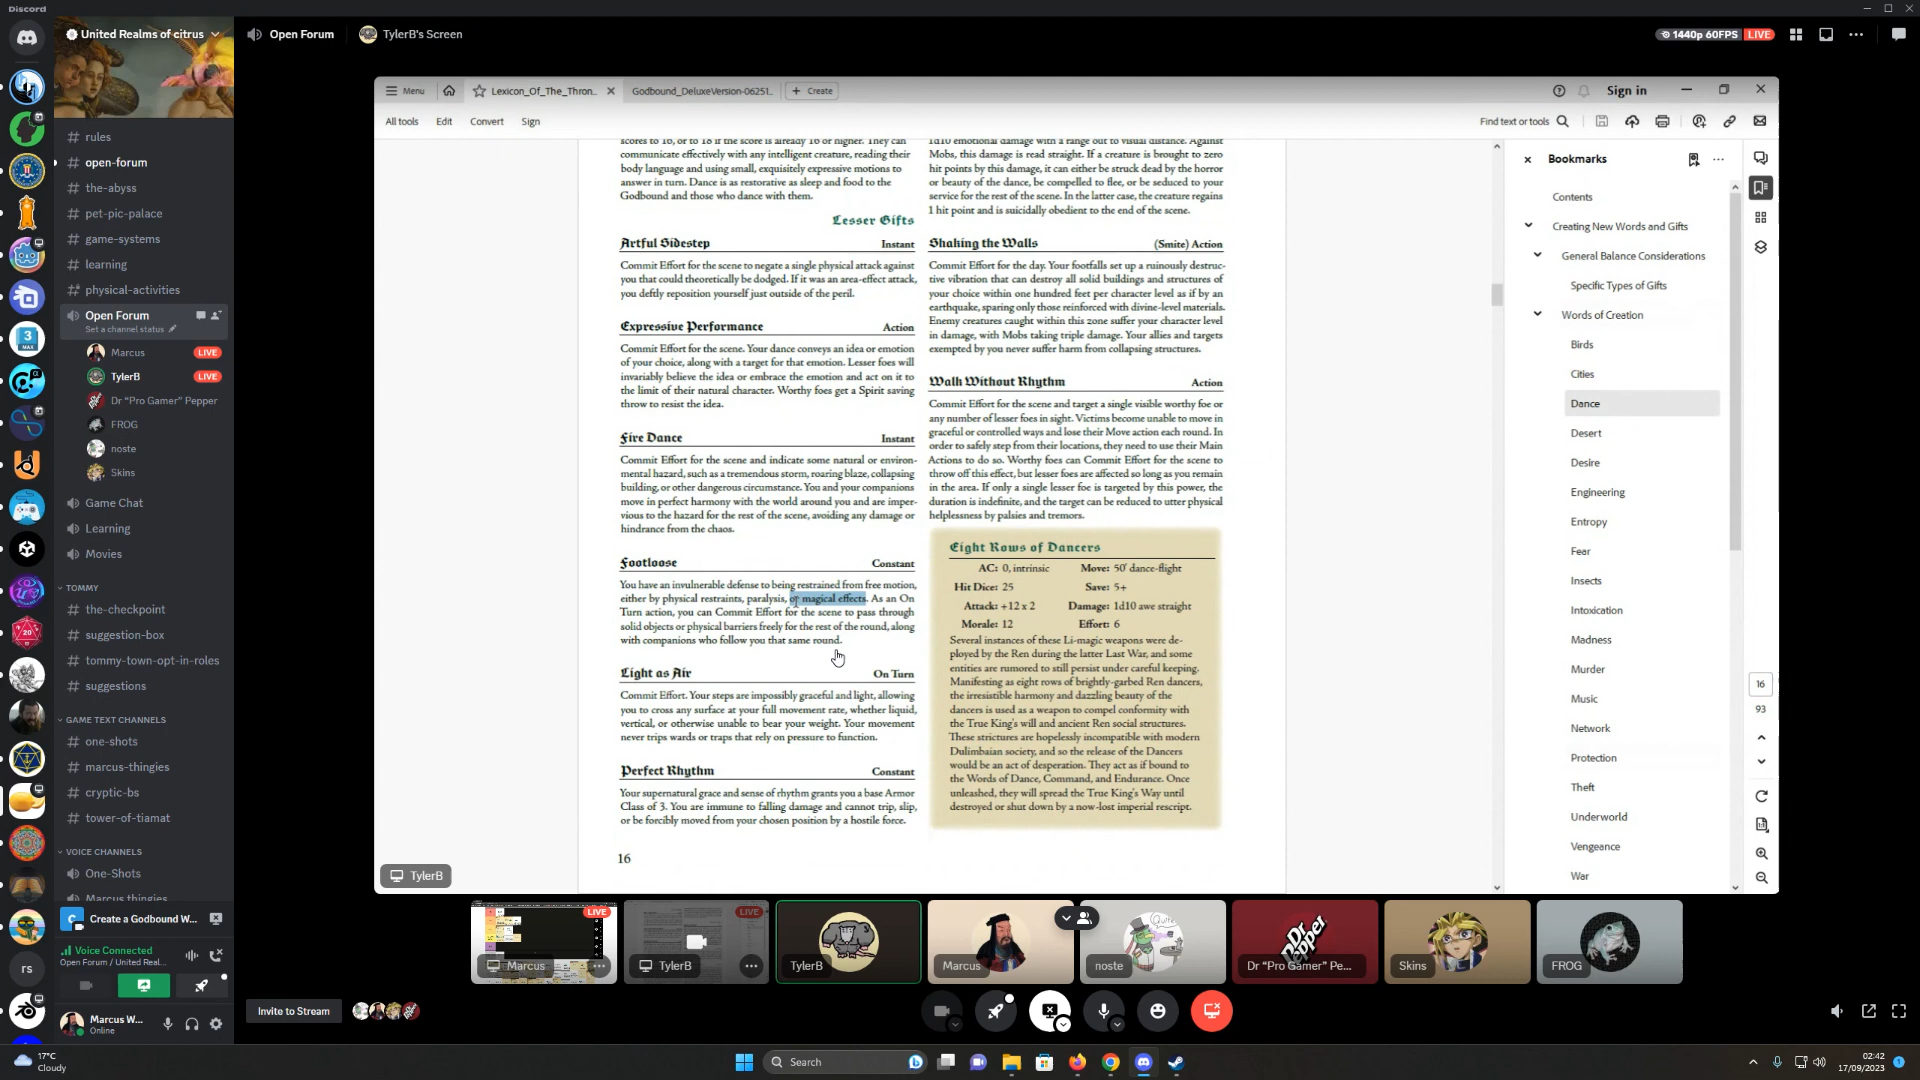 Discord
United Realms of citrus
Open Forum
TylerB's Screen
1440p 60FPS
LIVE
rules
open-forum
the-abyss
pet-pic-palace
game-systems
learning
physical-activities
Open Forum
Set a channel status
Marcus
LIVE
TylerB
LIVE
Dr "Pro Gamer" Pepper
FROG
noste
Skins
Game Chat
Learning
Movies
TOMMY
the-checkpoint
suggestion-box
tommy-town-opt-in-roles
suggestions
GAME TEXT CHANNELS
one-shots
marcus-thingies
cryptic-bs
tower-of-tiamat
VOICE CHANNELS
One-Shots
Marcus thingies
Create a Godbound W...
Voice Connected
Open Forum / United Real...
Marcus W...
Online
Menu
Lexicon_Of_The_Thron...
Godbound_DeluxeVersion-06251...
Create
Sign in
All tools
Edit
Convert
Sign
Find text or tools
scores to 16, or to 18 if the score is already 16 or higher. They can
communicate effectively with any intelligent creature, reading their
body language and using small, exquisitely expressive motions to
answer in turn. Dance is as restorative as sleep and food to the
Godbound and those who dance with them.
Lesser Gifts
Artful Sidestep Instant
Commit Effort for the scene to negate a single physical attack against
you that could theoretically be dodged. If it was an area-effect attack,
you deftly reposition yourself just outside of the peril.
Expressive Performance Action
Commit Effort for the scene. Your dance conveys an idea or emotion
of your choice, along with a target for that emotion. Lesser foes will
invariably believe the idea or embrace the emotion and act on it to
the limit of their natural character. Worthy foes get a Spirit saving
throw to resist the idea.
Fire Dance Instant
Commit Effort for the scene and indicate some natural or environ-
mental hazard, such as a tremendous storm, roaring blaze, collapsing
building, or other dangerous circumstance. You and your companions
move in perfect harmony with the world around you and are imper-
vious to the hazard for the rest of the scene, avoiding any damage or
hindrance from the chaos.
Footloose Constant
You have an invulnerable defense to being restrained from free motion,
either by physical restraints, paralysis, or magical effects. As an On
Turn action, you can Commit Effort for the scene to pass through
solid objects or physical barriers freely for the rest of the round, along
with companions who follow you that same round.
Light as Air On Turn
Commit Effort. Your steps are impossibly graceful and light, allowing
you to cross any surface at your full movement rate, whether liquid,
vertical, or otherwise unable to bear your weight. Your movement
never trips wards or traps that rely on pressure to function.
Perfect Rhythm Constant
Your supernatural grace and sense of rhythm grants you a base Armor
Class of 3. You are immune to falling damage and cannot trip, slip,
or be forcibly moved from your chosen position by a hostile force.
16
1d10 emotional damage with a range out to visual distance. Against
Mobs, this damage is read straight. If a creature is brought to zero
hit points by this damage, it can either be struck dead by the horror
or beauty of the dance, be compelled to flee, or be seduced to your
service for the rest of the scene. In the latter case, the creature regains
1 hit point and is suicidally obedient to the end of the scene.
Shaking the Walls (Smite) Action
Commit Effort for the day. Your footfalls set up a ruinously destruc-
tive vibration that can destroy all solid buildings and structures of
your choice within one hundred feet per character level as if by an
earthquake, sparing only those reinforced with divine-level materials.
Enemy creatures caught within this zone suffer your character level
in damage, with Mobs taking triple damage. Your allies and targets
exempted by you never suffer harm from collapsing structures.
Walk Without Rhythm Action
Commit Effort for the scene and target a single visible worthy foe or
any number of lesser foes in sight. Victims become unable to move in
graceful or controlled ways and lose their Move action each round. In
order to safely step from their locations, they need to use their Main
Actions to do so. Worthy foes can Commit Effort for the scene to
throw off this effect, but lesser foes are affected so long as you remain
in the area. If only a single lesser foe is targeted by this power, the
duration is indefinite, and the target can be reduced to utter physical
helplessness by palsies and tremors.
Eight Rows of Dancers
AC: 0, intrinsic Move: 50' dance-flight
Hit Dice: 25 Save: 5+
Attack: +12 x 2 Damage: 1d10 awe straight
Morale: 12 Effort: 6
Several instances of these Li-magic weapons were de-
ployed by the Ren during the latter Last War, and some
entities are rumored to still persist under careful keeping.
Manifesting as eight rows of brightly-garbed Ren dancers,
the irresistible harmony and dazzling beauty of the
dancers is used as a weapon to compel conformity with
the True King's will and ancient Ren social structures.
These strictures are hopelessly incompatible with modern
Dulimbaian society, and so the release of the Dancers
would be an act of desperation. They act as if bound to
the Words of Dance, Command, and Endurance. Once
unleashed, they will spread the True King's Way until
destroyed or shut down by a now-lost imperial rescript.
Bookmarks
Contents
Creating New Words and Gifts
General Balance Considerations
Specific Types of Gifts
Words of Creation
Birds
Cities
Dance
Desert
Desire
Engineering
Entropy
Fear
Insects
Intoxication
Madness
Murder
Music
Network
Protection
Theft
Underworld
Vengeance
War
16
93
TylerB
LIVE
Marcus
LIVE
TylerB
TylerB
Marcus
QUITE
noste
Dr Pepper
Dr "Pro Gamer" Pe...
Skins
FROG
Invite to Stream
17°C
Cloudy
Search
02:42
17/09/2023